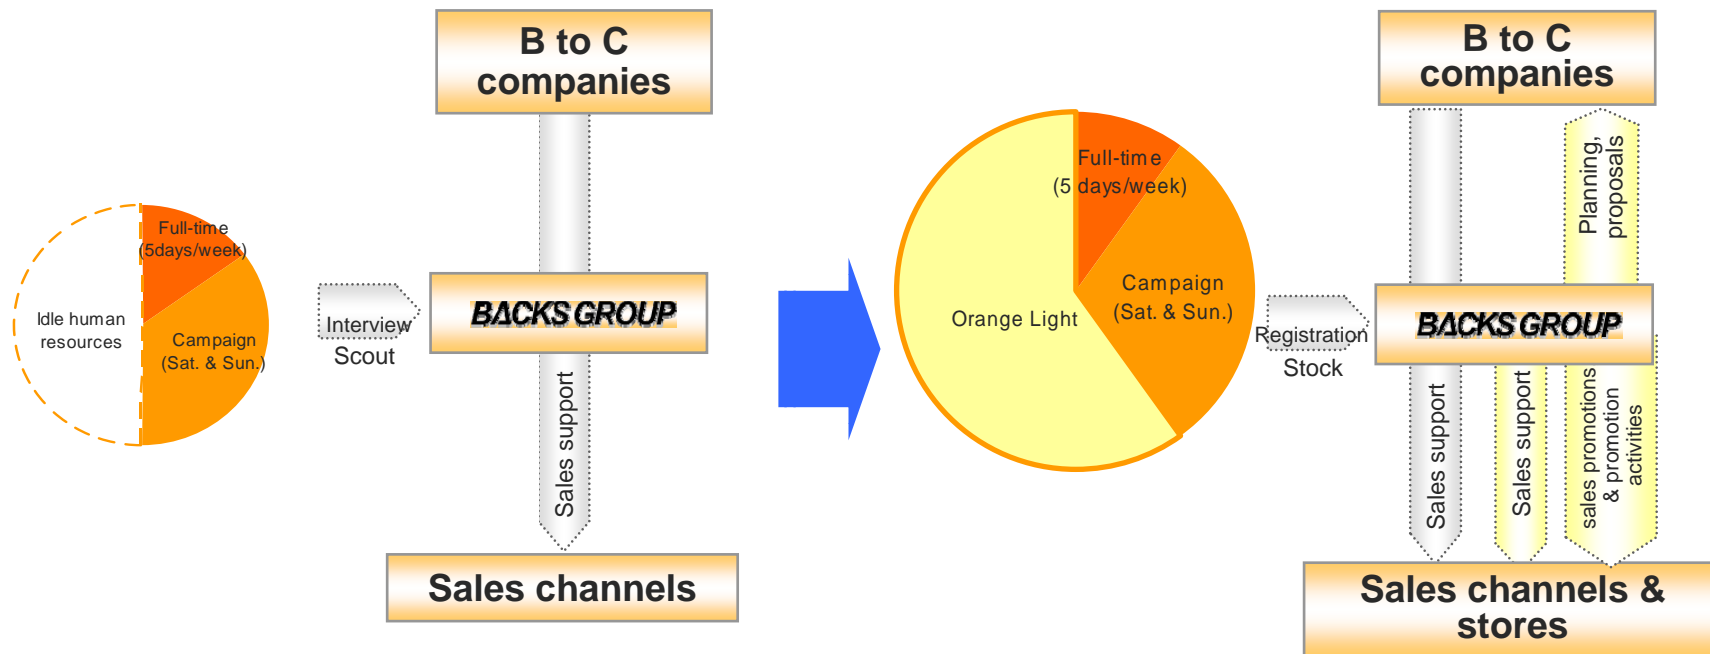 B to C
companies
Full-time
(5days/week)
Idle human
resources
Campaign
(Sat. & Sun.)
Interview
Scout
BACKS GROUP
Sales support
Sales channels
B to C
companies
Full-time
(5 days/week)
Orange Light
Campaign
(Sat. & Sun.)
Planning,
proposals
Registration
Stock
BACKS GROUP
Sales support
Sales support
sales promotions
& promotion
activities
Sales channels &
stores